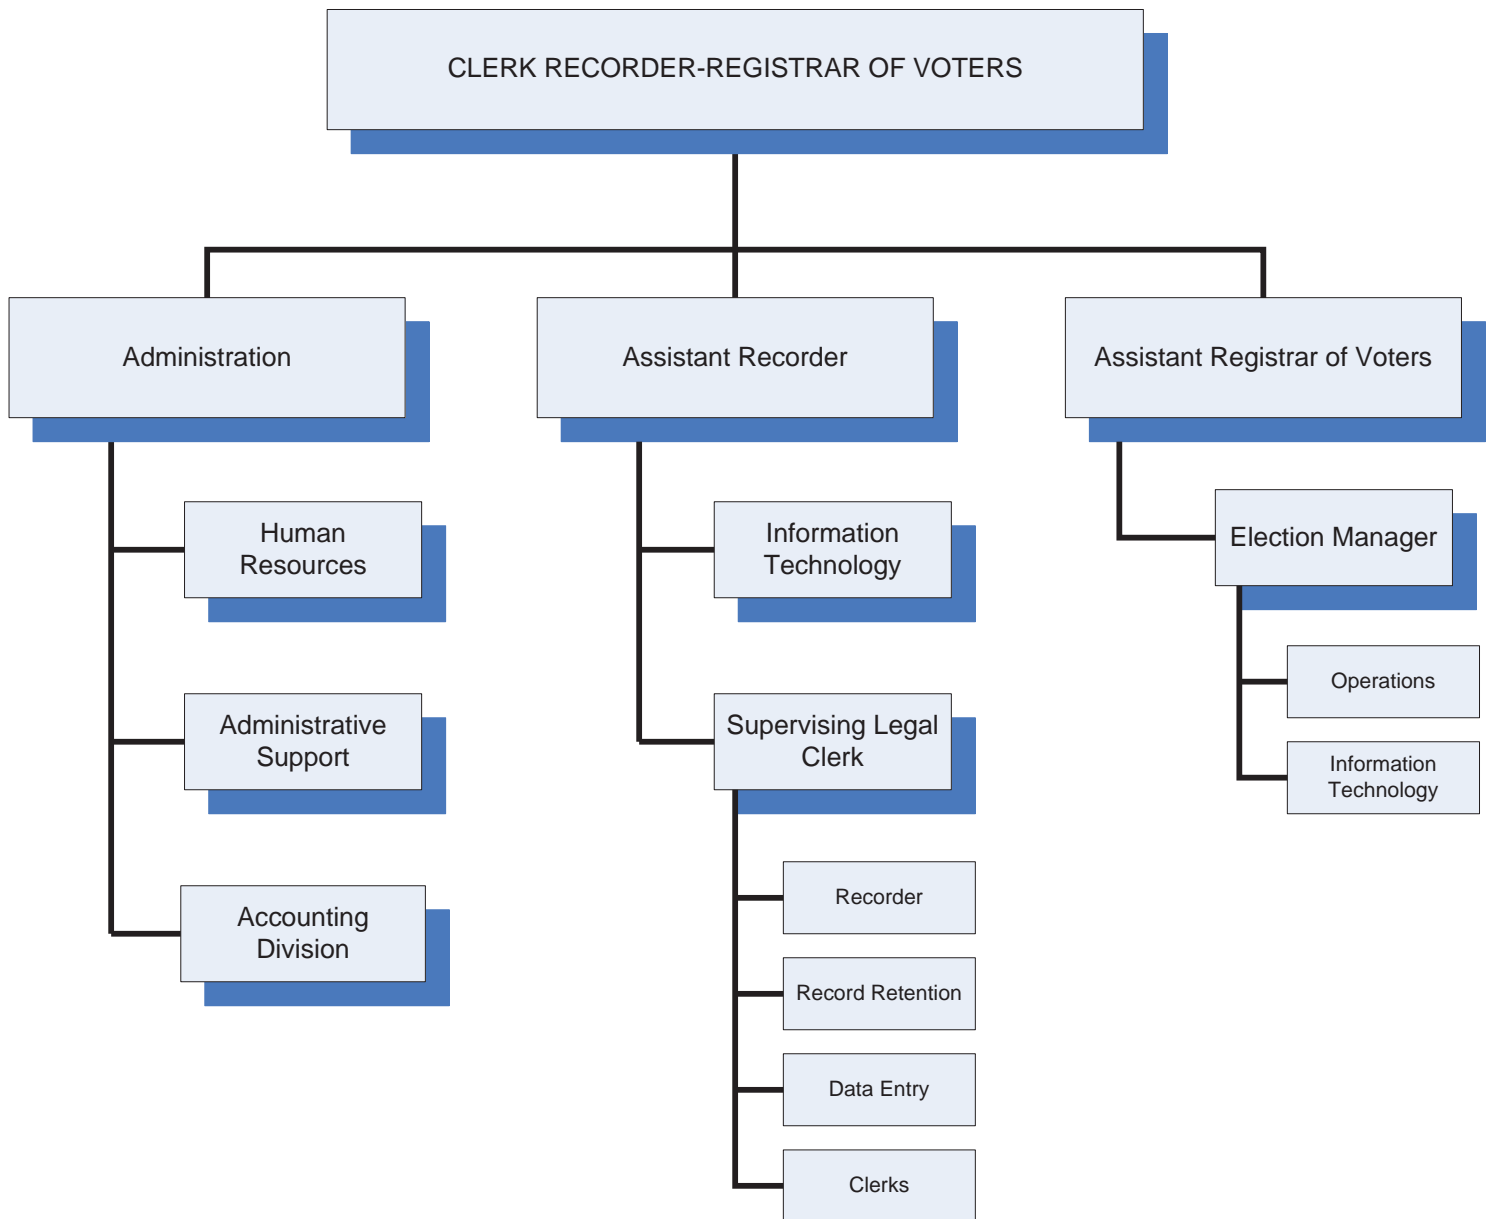 CLERK RECORDER-REGISTRAR OF VOTERS
Administration
Assistant Recorder
Assistant Registrar of Voters
Human
Resources
Administrative
Support
Accounting
Division
Information
Technology
Supervising Legal
Clerk
Recorder
Record Retention
Data Entry
Clerks
Election Manager
Operations
Information
Technology